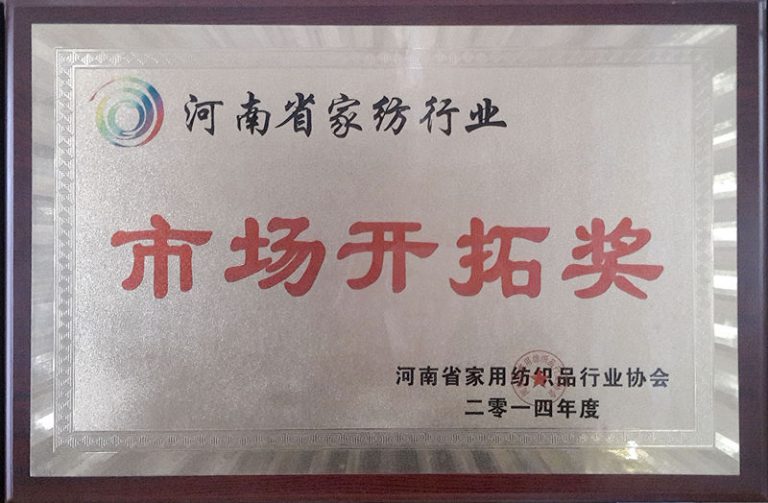 河南省家纺行业
市场开拓奖
河南省家用纺织品行业协会
二零一四年度